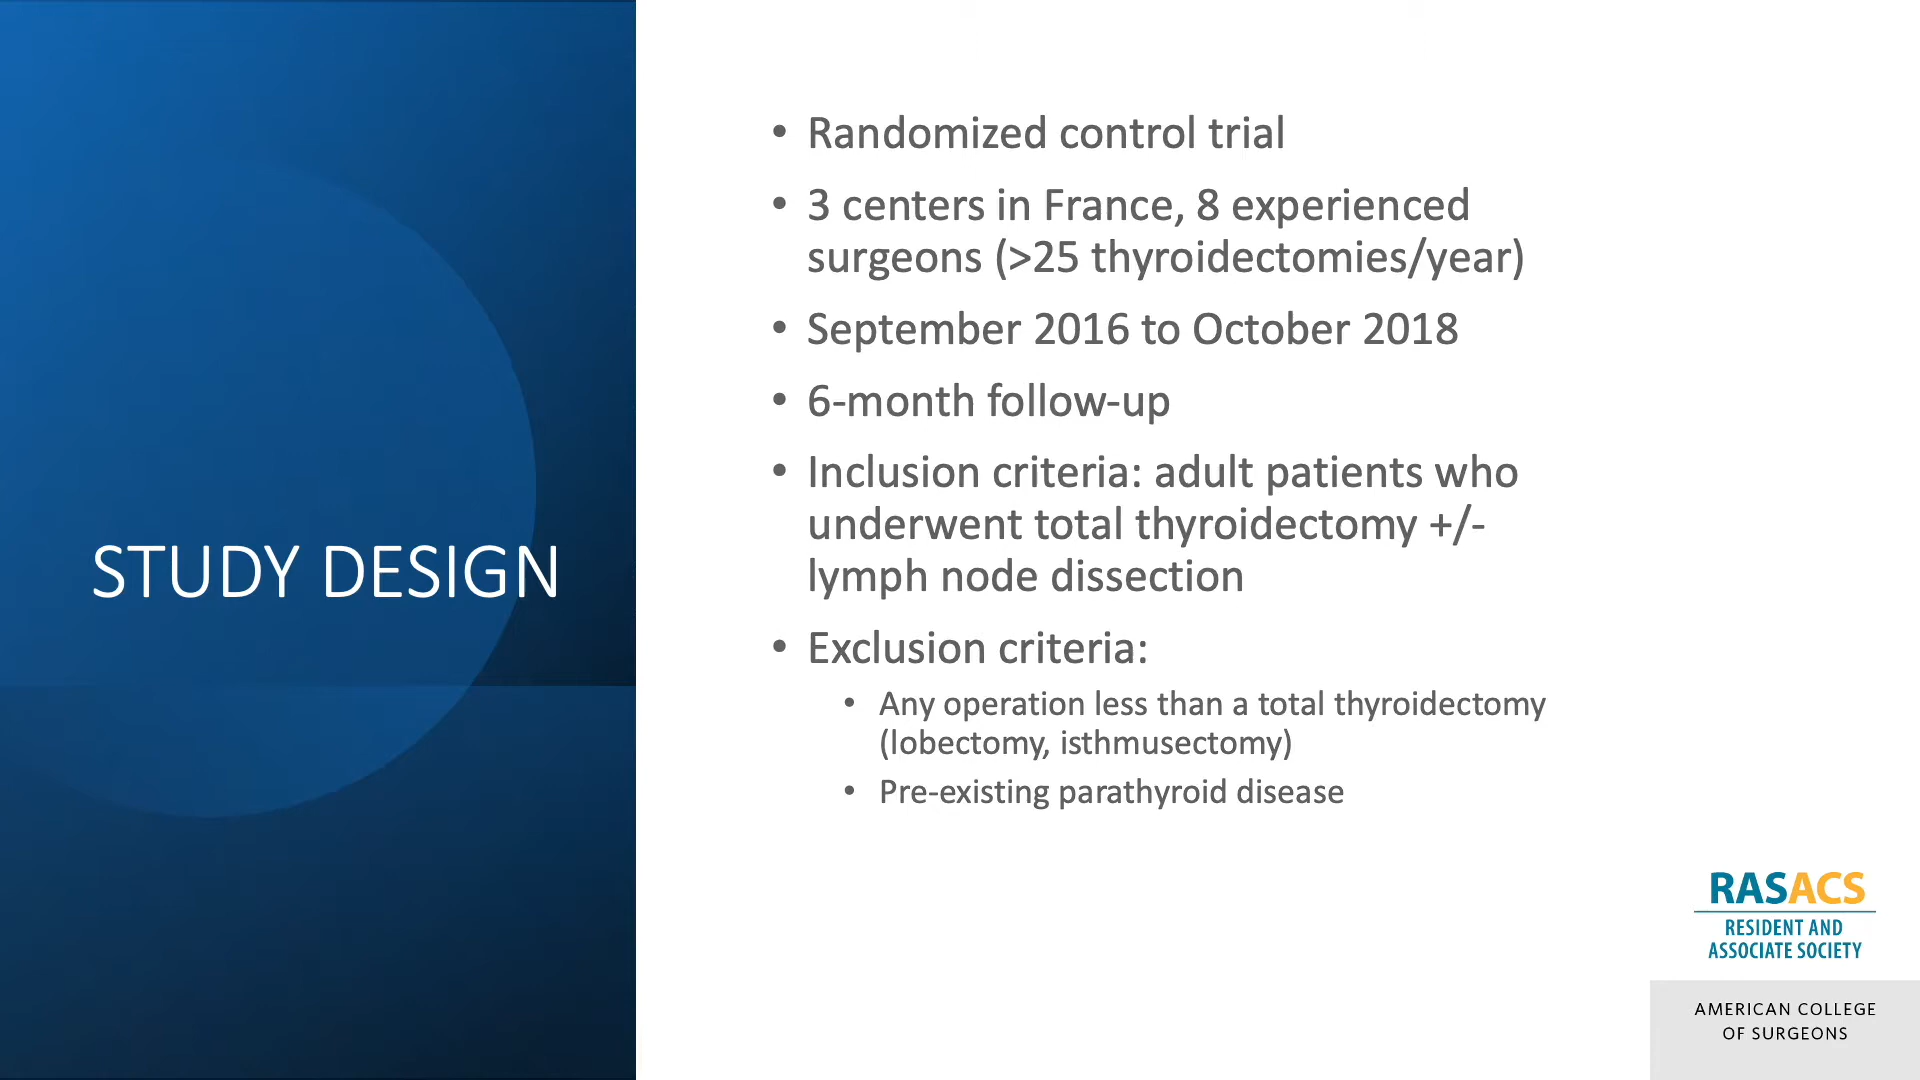 STUDY DESIGN
• Randomized control trial
• 3 centers in France, 8 experienced
surgeons (>25 thyroidectomies/year)
• September 2016 to October 2018
• 6-month follow-up
• Inclusion criteria: adult patients who
underwent total thyroidectomy +/-
lymph node dissection
• Exclusion criteria:
• Any operation less than a total thyroidectomy
(lobectomy, isthmusectomy)
• Pre-existing parathyroid disease
RASACS
RESIDENT AND
ASSOCIATE SOCIETY
AMERICAN COLLEGE
OF SURGEONS